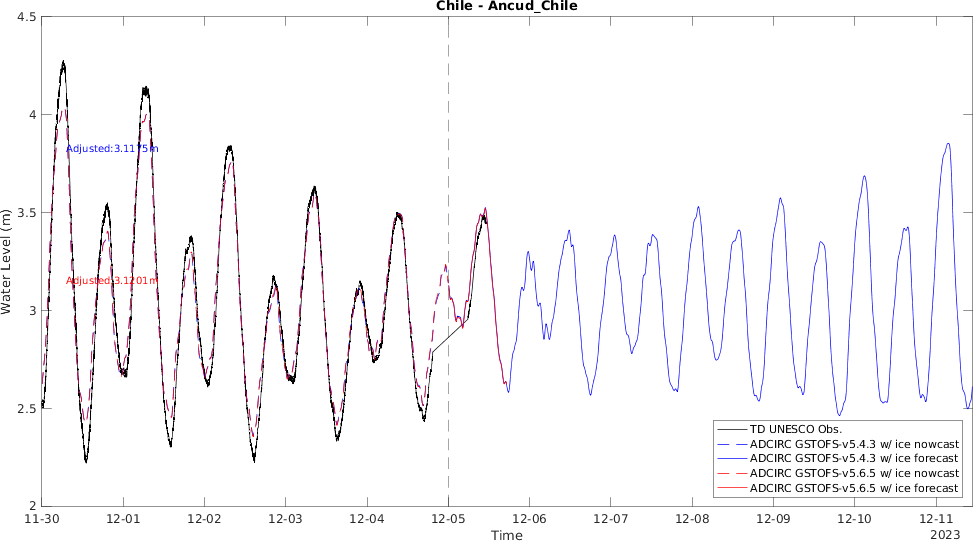 Chile - Ancud_Chile
4.5
4
3.5
3
2.5
2
Water Level (m)
Adjusted:3.1175m
Adjusted:3.1201m
TD UNESCO Obs.
ADCIRC GSTOFS-v5.4.3 w/ ice nowcast
ADCIRC GSTOFS-v5.4.3 w/ ice forecast
ADCIRC GSTOFS-v5.6.5 w/ ice nowcast
ADCIRC GSTOFS-v5.6.5 w/ ice forecast
11-30 12-01 12-02 12-03 12-04 12-05 12-06 12-07 12-08 12-09 12-10 12-11
Time
2023